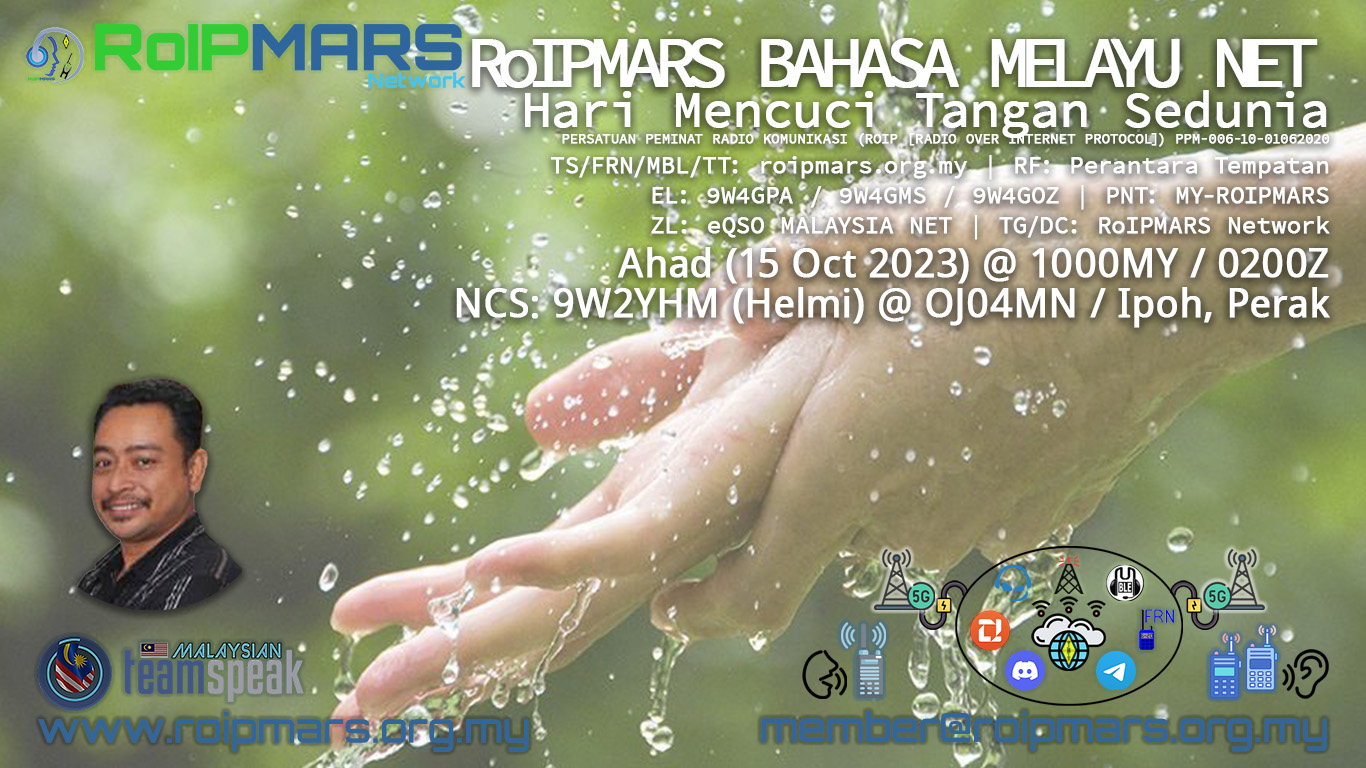 RoIPMARS
Network
RoIPMARS BAHASA MELAYU NET
Hari Mencuci Tangan Sedunia
PERSATUAN PEMINAT RADIO KOMUNIKASI (ROIP [RADIO OVER INTERNET PROTOCOL]) PPM-006-10-01062020
TS/FRN/MBL/TT: roipmars.org.my | RF: Perantara Tempatan
EL: 9W4GPA / 9W4GMS / 9W4GOZ | PNT: MY-ROIPMARS
ZL: eQSO MALAYSIA NET | TG/DC: RoIPMARS Network
Ahad (15 Oct 2023) @ 1000MY / 0200Z
NCS: 9W2YHM (Helmi) @ OJ04MN / Ipoh, Perak
5G
5G
BLE
FRN
MALAYSIAN
teamspeak
www.roipmars.org.my
member@roipmars.org.my